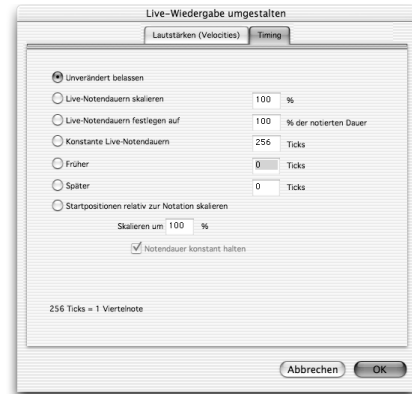 Live-Wiedergabe umgestalten
Lautstärken (Velocities) Timing
Unverändert belassen
Live-Notendauern skalieren 100 %
Live-Notendauern festlegen auf 100 % der notierten Dauer
Konstante Live-Notendauern 256 Ticks
Früher 0 Ticks
Später 0 Ticks
Startpositionen relativ zur Notation skalieren
Skalieren um 100 %
Notendauer konstant halten
256 Ticks = 1 Viertelnote
Abbrechen OK